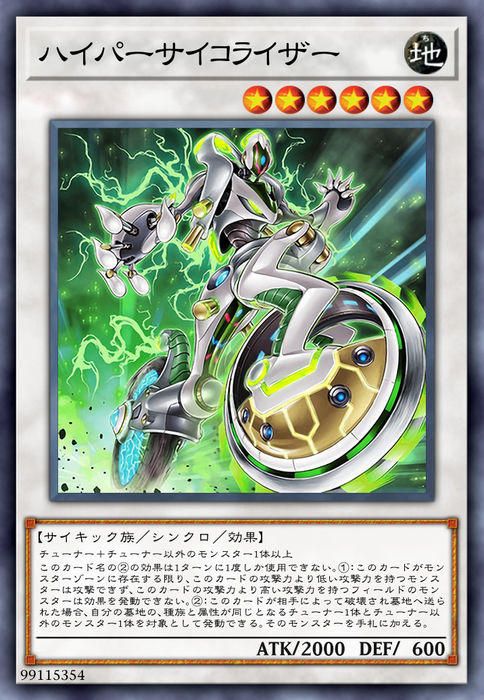 ハイパーサイコライザー
ち
地
【サイキック族／シンクロ／効果】
チューナー＋チューナー以外のモンスター1体以上
このカード名の②の効果は1ターンに1度しか使用できない。①：このカードがモ
ンスターゾーンに存在する限り、このカードの攻撃力より低い攻撃力を持つモンス
ターは攻撃できず、このカードの攻撃力より高い攻撃力を持つフィールドのモンス
ターは効果を発動できない。②：このカードが相手によって破壊され墓地へ送ら
れた場合、自分の墓地の、種族と属性が同じとなるチューナー1体とチューナー以
外のモンスター1体を対象として発動できる。そのモンスターを手札に加える。
ATK/2000 DEF/ 600
99115354